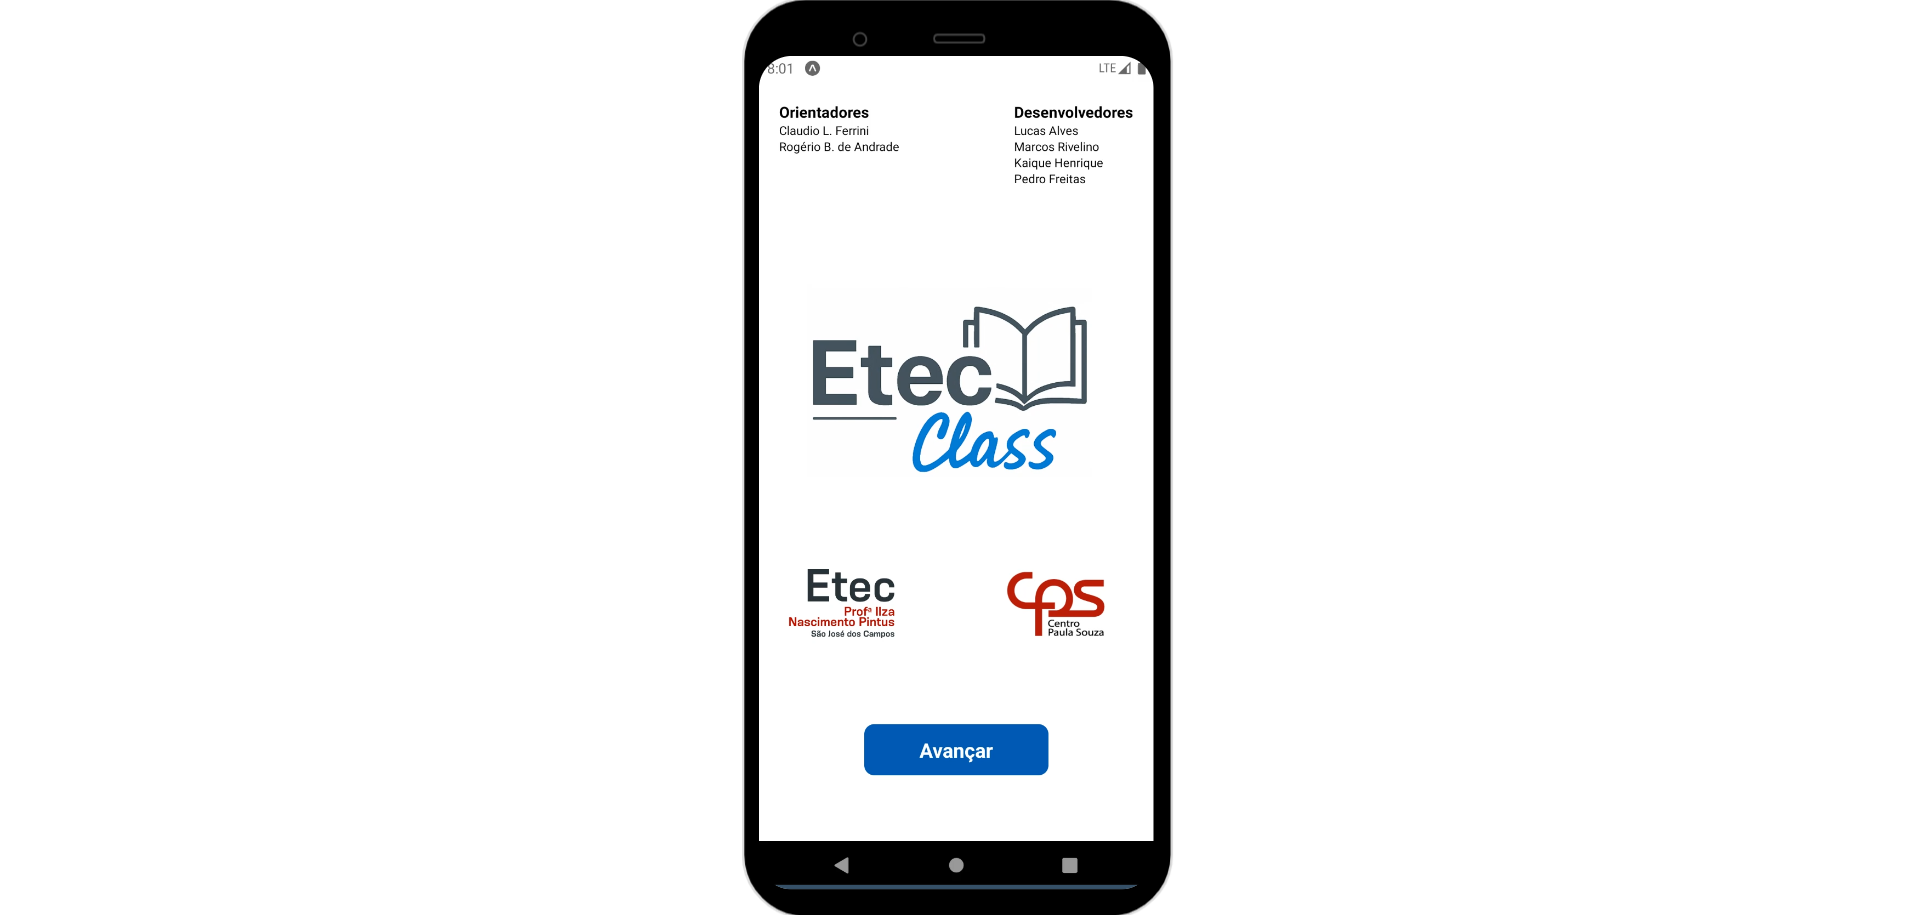 8:01
LTE
Orientadores
Claudio L. Ferrini
Rogério B. de Andrade
Desenvolvedores
Lucas Alves
Marcos Rivelino
Kaique Henrique
Pedro Freitas
Etec
Class
Etec
Profª Ilza
Nascimento Pintus
São José dos Campos
cps
Centro
Paula Souza
Avançar